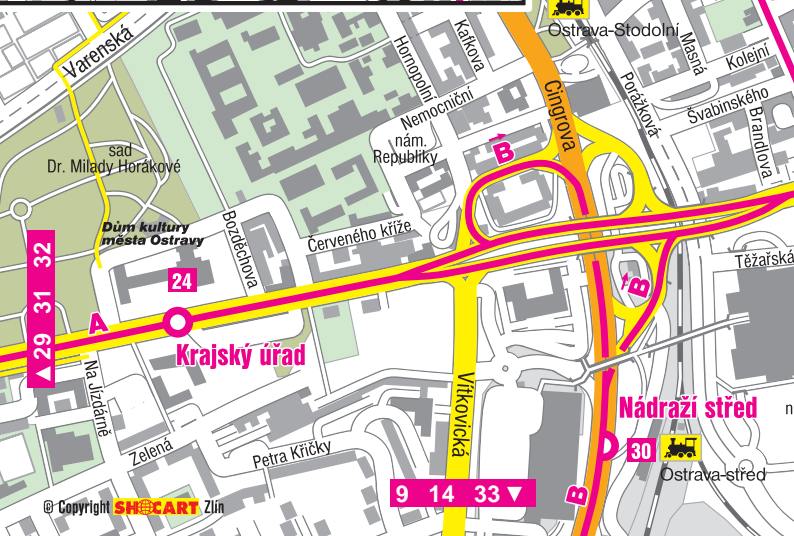 Ostrava-Stodolní
Varenská
Hornopolní
Kafkova
Masná
Kolejní
Porážková
Švabinského
Brandlova
Cingrova
Nemocniční
nám.
Republiky
B
sad
Dr. Milady Horákové
Dům kultury
města Ostravy
Bozděchova
Červeného kříže
Těžařská
B
24
A
Krajský úřad
▲29 31 32
Na Jízdárně
Vítkovická
Nádraží střed
30
Ostrava-střed
n
Zelená
Petra Křičky
9 14 33 ▼
B
© Copyright SHOCART Zlín